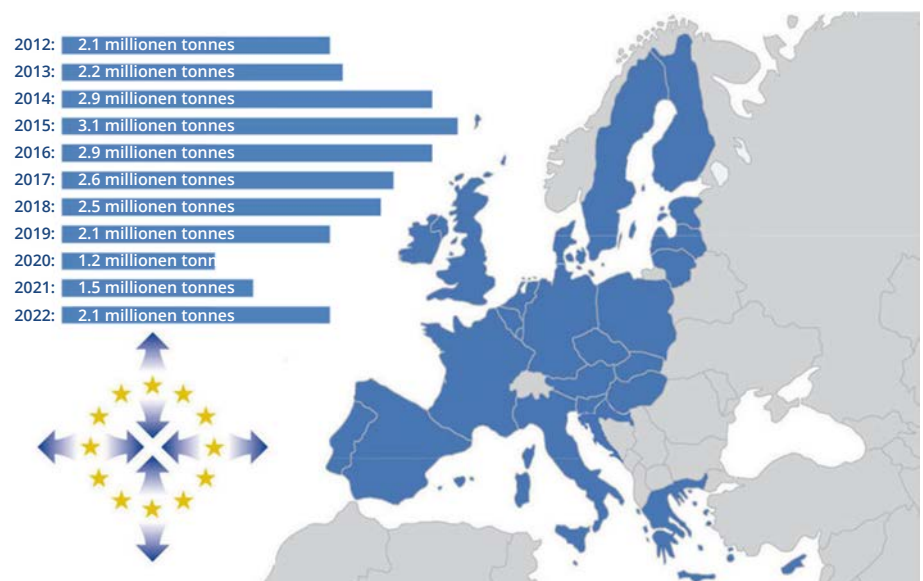 2012: 2.1 millionen tonnes
2013: 2.2 millionen tonnes
2014: 2.9 millionen tonnes
2015: 3.1 millionen tonnes
2016: 2.9 millionen tonnes
2017: 2.6 millionen tonnes
2018: 2.5 millionen tonnes
2019: 2.1 millionen tonnes
2020: 1.2 millionen tonn
2021: 1.5 millionen tonnes
2022: 2.1 millionen tonnes